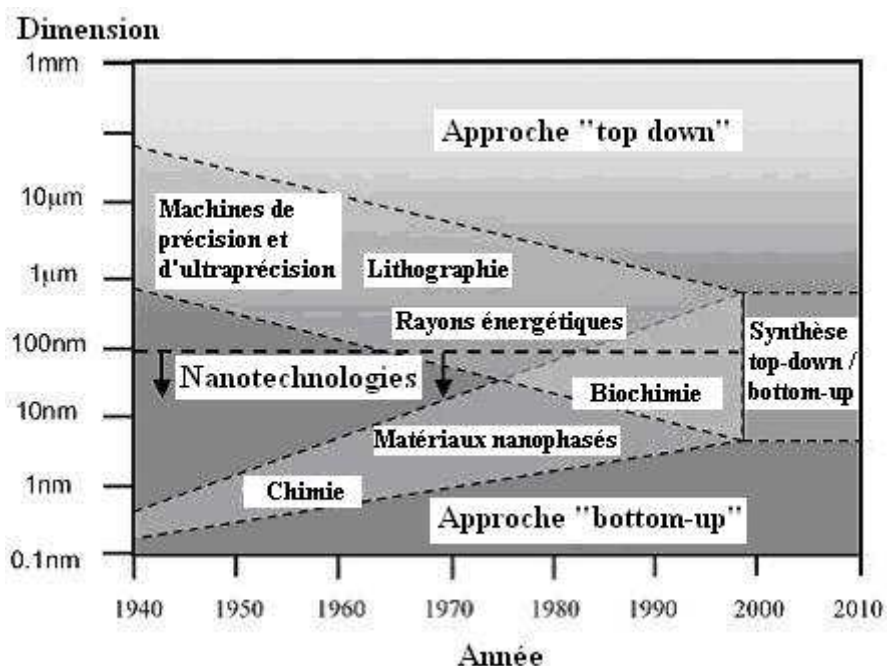 Dimension
1mm
Approche "top down"
10µm
Machines de
précision et
d'ultraprécision
Lithographie
1µm
Rayons énergétiques
Synthèse
top-down /
bottom-up
100nm
Nanotechnologies
Biochimie
10nm
Matériaux nanophasés
1nm
Chimie
Approche "bottom-up"
0.1nm
1940 1950 1960 1970 1980 1990 2000 2010
Année